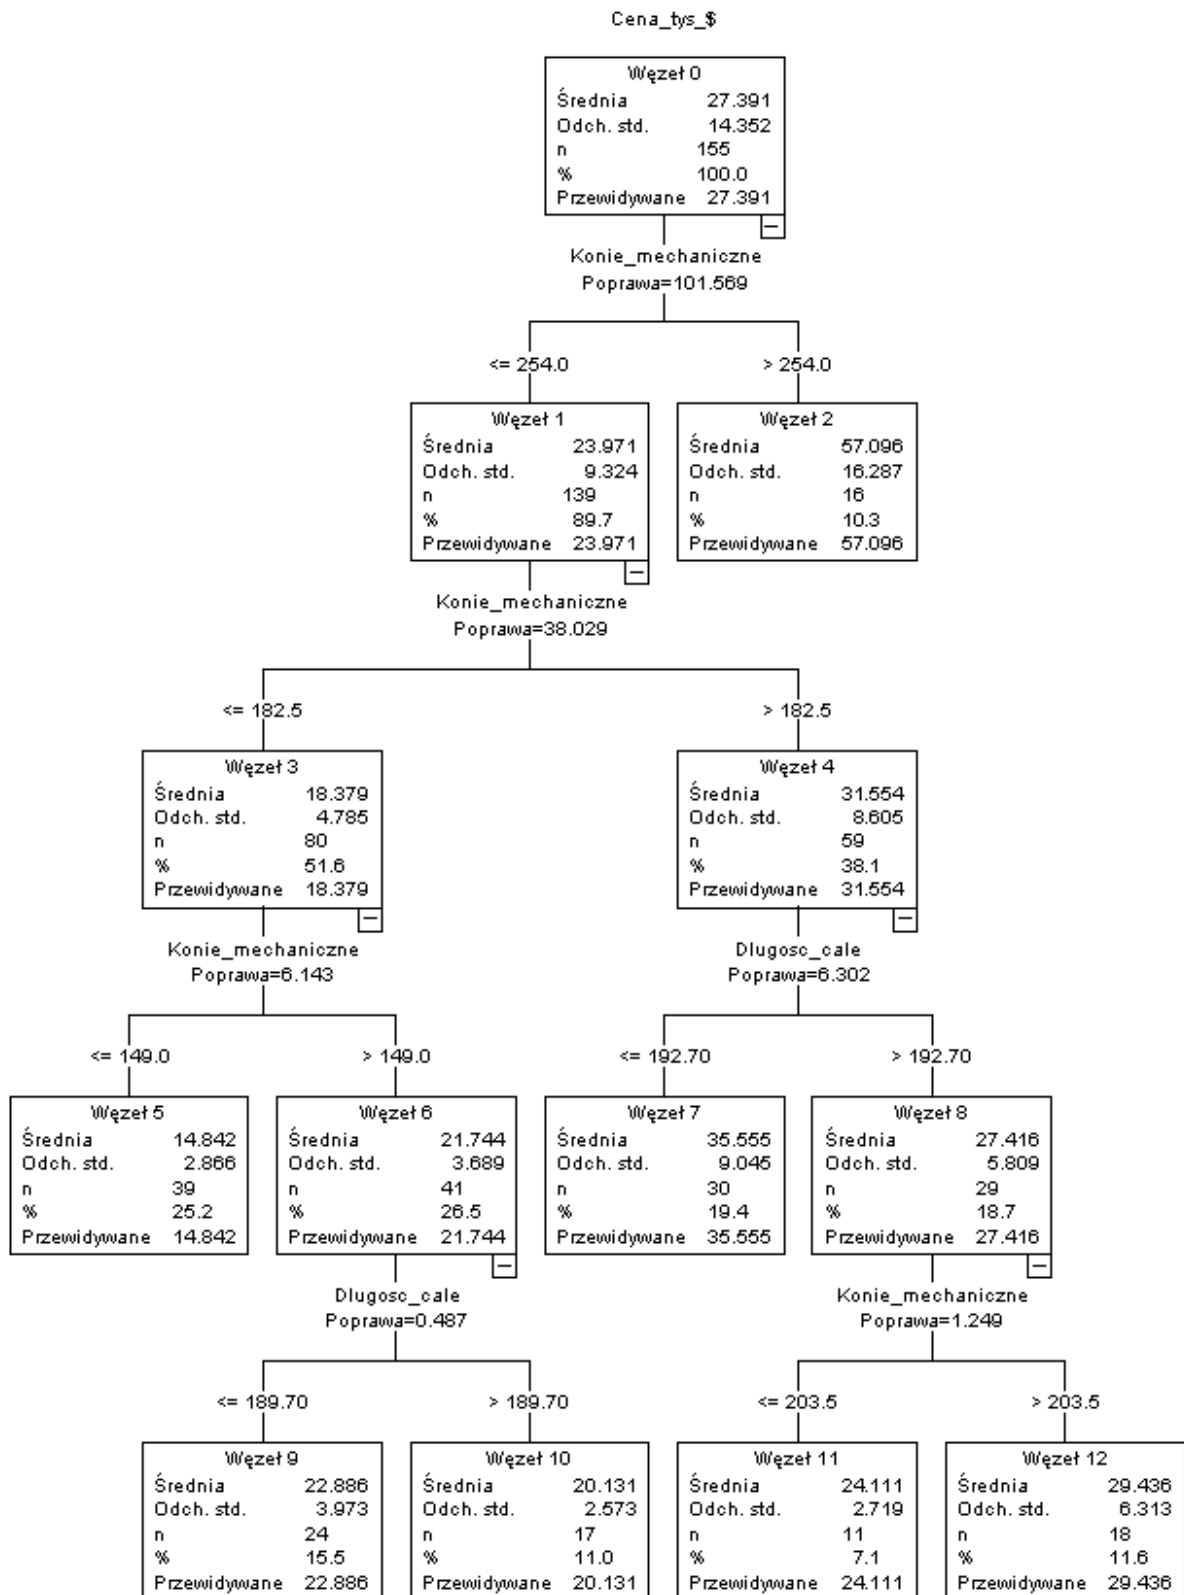 Cena_tys_$
Węzeł 0
Średnia 27.391
Odch. std. 14.352
n 155
% 100.0
Przewidywane 27.391
Konie_mechaniczne
Poprawa=101.569
<= 254.0
> 254.0
Węzeł 1
Średnia 23.971
Odch. std. 9.324
n 139
% 89.7
Przewidywane 23.971
Węzeł 2
Średnia 57.096
Odch. std. 16.287
n 16
% 10.3
Przewidywane 57.096
Konie_mechaniczne
Poprawa=38.029
<= 182.5
> 182.5
Węzeł 3
Średnia 18.379
Odch. std. 4.785
n 80
% 51.6
Przewidywane 18.379
Węzeł 4
Średnia 31.554
Odch. std. 8.605
n 59
% 38.1
Przewidywane 31.554
Konie_mechaniczne
Poprawa=6.143
Dlugosc_cale
Poprawa=6.302
<= 149.0
> 149.0
<= 192.70
> 192.70
Węzeł 5
Średnia 14.842
Odch. std. 2.866
n 39
% 25.2
Przewidywane 14.842
Węzeł 6
Średnia 21.744
Odch. std. 3.689
n 41
% 26.5
Przewidywane 21.744
Węzeł 7
Średnia 35.555
Odch. std. 9.045
n 30
% 19.4
Przewidywane 35.555
Węzeł 8
Średnia 27.416
Odch. std. 5.809
n 29
% 18.7
Przewidywane 27.416
Dlugosc_cale
Poprawa=0.487
Konie_mechaniczne
Poprawa=1.249
<= 189.70
> 189.70
<= 203.5
> 203.5
Węzeł 9
Średnia 22.886
Odch. std. 3.973
n 24
% 15.5
Przewidywane 22.886
Węzeł 10
Średnia 20.131
Odch. std. 2.573
n 17
% 11.0
Przewidywane 20.131
Węzeł 11
Średnia 24.111
Odch. std. 2.719
n 11
% 7.1
Przewidywane 24.111
Węzeł 12
Średnia 29.436
Odch. std. 6.313
n 18
% 11.6
Przewidywane 29.436